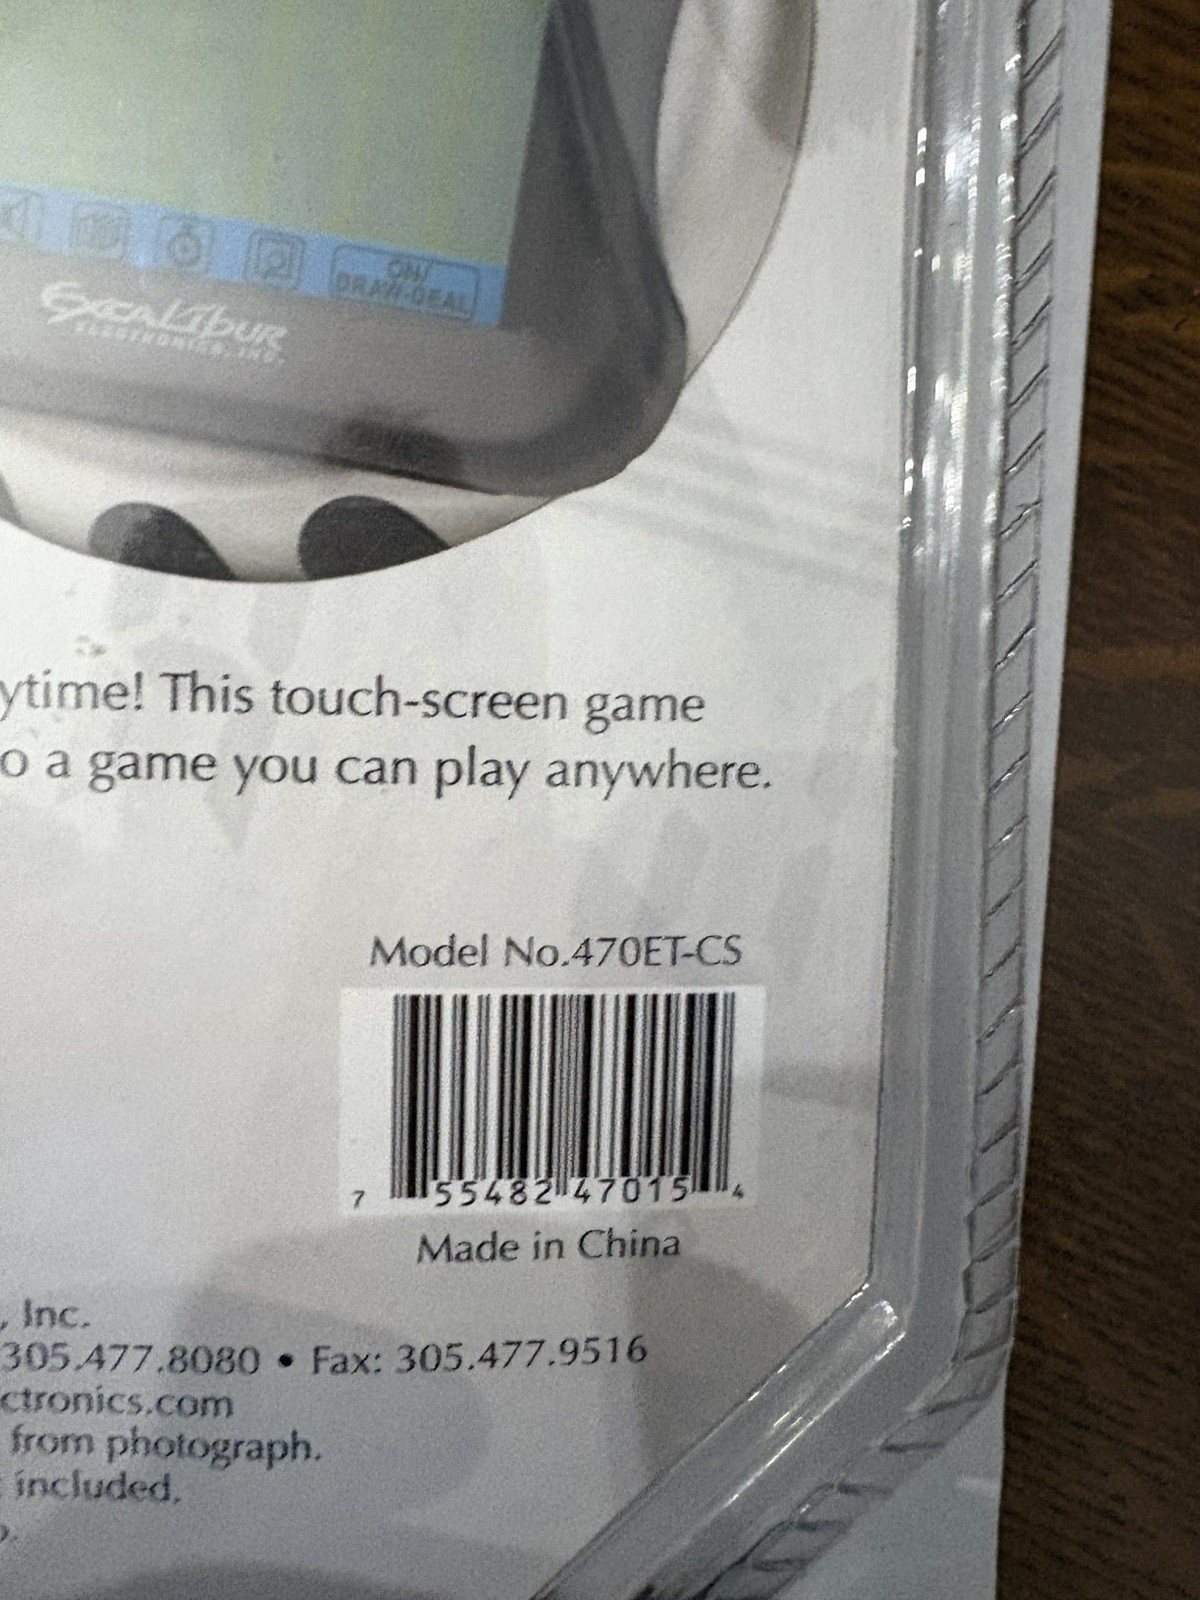 ON/
DRAW-DEAL
Excalibur
ELECTRONICS, INC.
ytime! This touch-screen game
o a game you can play anywhere.
Model No.470ET-CS
7 55482 47015 4
Made in China
, Inc.
305.477.8080 • Fax: 305.477.9516
ctronics.com
from photograph.
included.